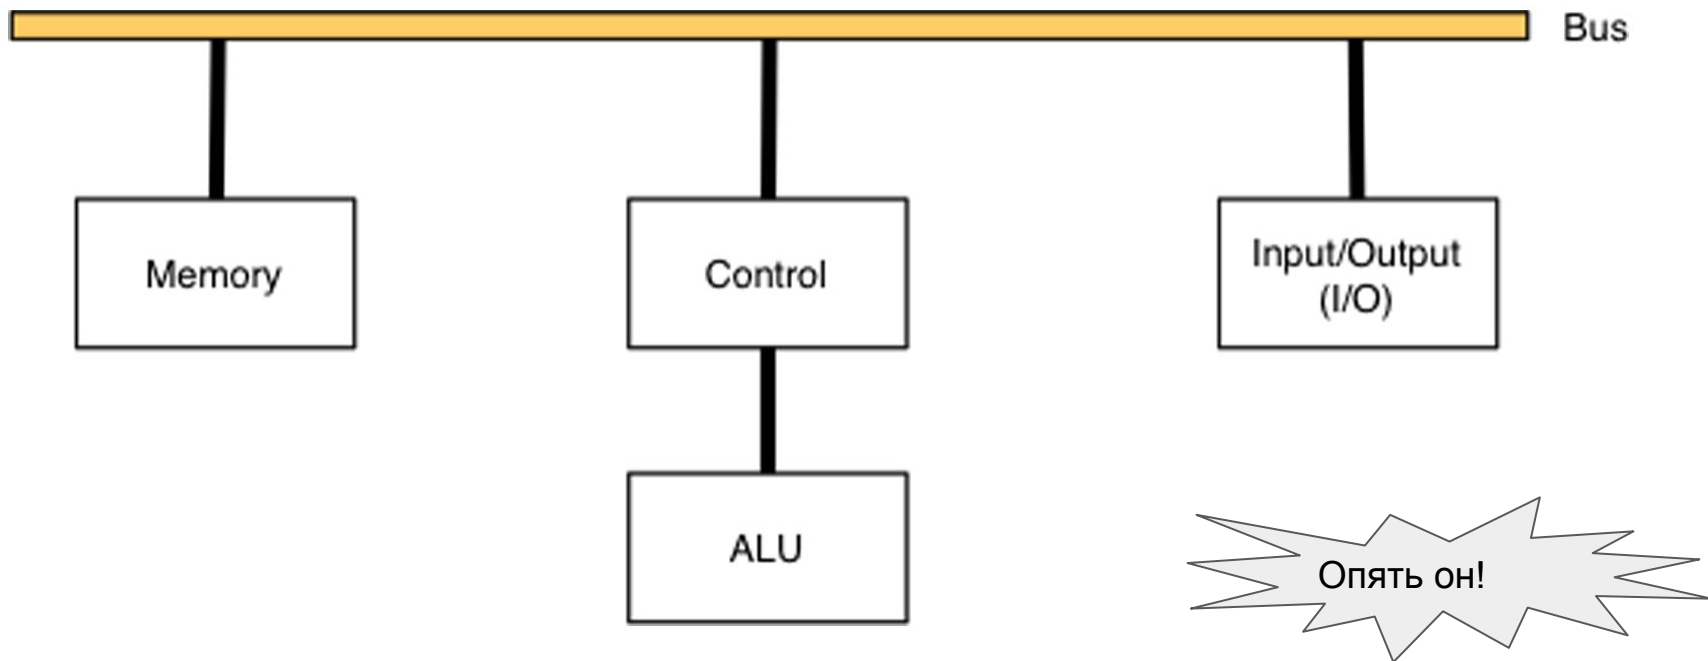 Bus
Memory
Control
Input/Output
(I/O)
ALU
Опять он!